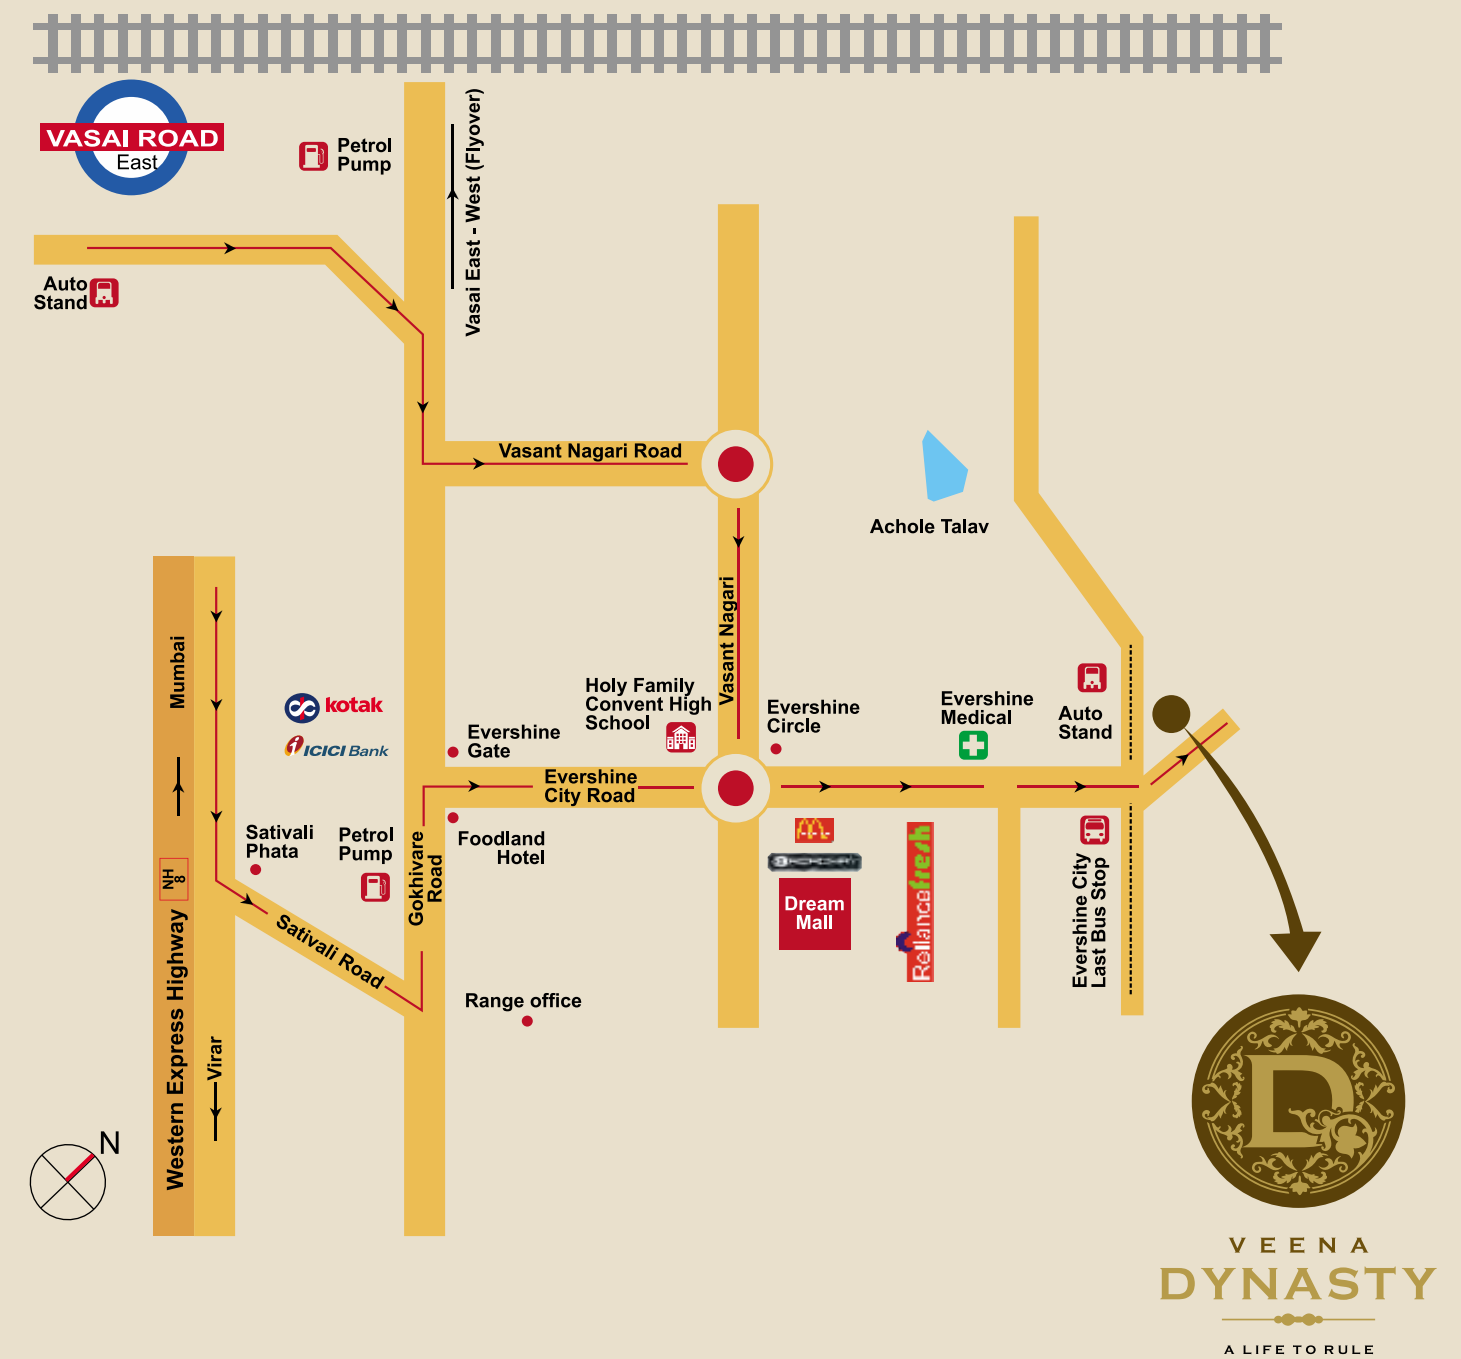 VASAI ROAD
East
Petrol
Pump
Vasai East - West (Flyover)
Auto
Stand
Vasant Nagari Road
Achole Talav
Vasant Nagari
Mumbai
kotak
ICICI Bank
Holy Family
Convent High
School
Evershine
Gate
Evershine
Circle
Evershine
Medical
Auto
Stand
Evershine
City Road
Sativali
Phata
Petrol
Pump
Foodland
Hotel
Gokhivare
Road
NH
8
Sativali Road
Dream
Mall
Reliancefresh
Evershine City
Last Bus Stop
Range office
Western Express Highway
Virar
N
D
VEENA
DYNASTY
A LIFE TO RULE